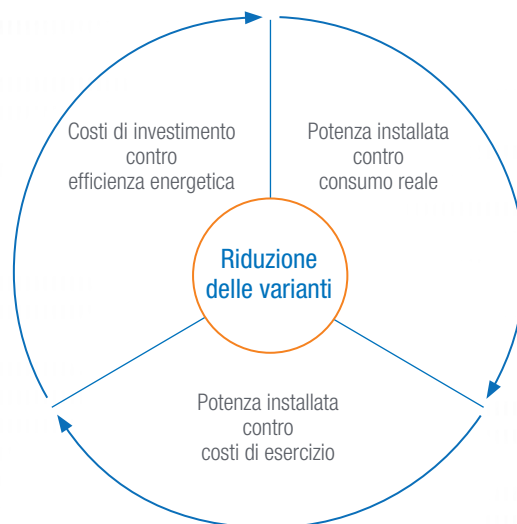 Costi di investimento
contro
efficienza energetica
Potenza installata
contro
consumo reale
Riduzione
delle varianti
Potenza installata
contro
costi di esercizio